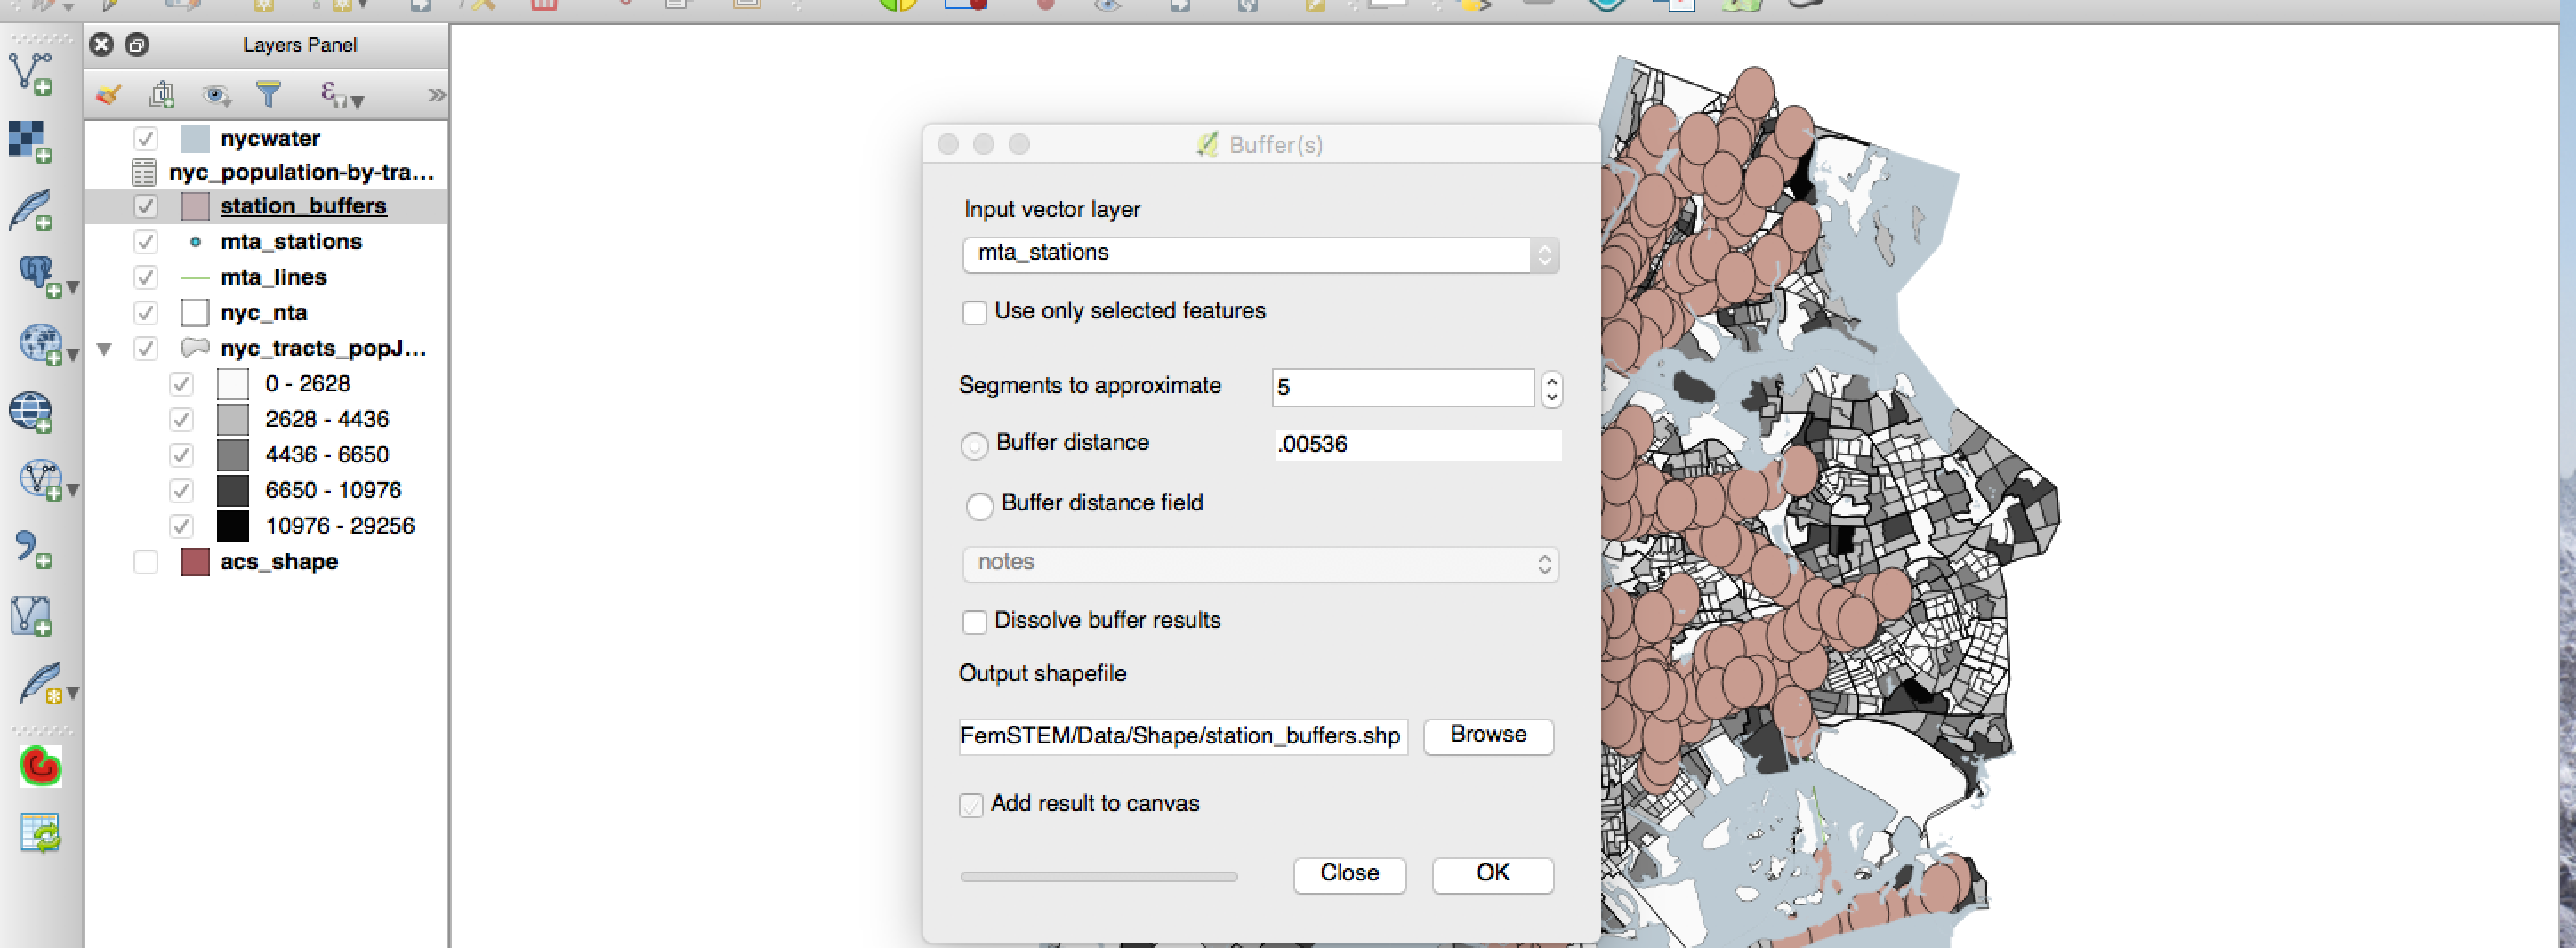 Layers Panel
nycwater
nyc_population-by-tra...
station_buffers
mta_stations
mta_lines
nyc_nta
nyc_tracts_popJ...
0 - 2628
2628 - 4436
4436 - 6650
6650 - 10976
10976 - 29256
acs_shape
Buffer(s)
Input vector layer
mta_stations
Use only selected features
Segments to approximate 5
Buffer distance .00536
Buffer distance field
notes
Dissolve buffer results
Output shapefile
FemSTEM/Data/Shape/station_buffers.shp Browse
Add result to canvas
Close OK